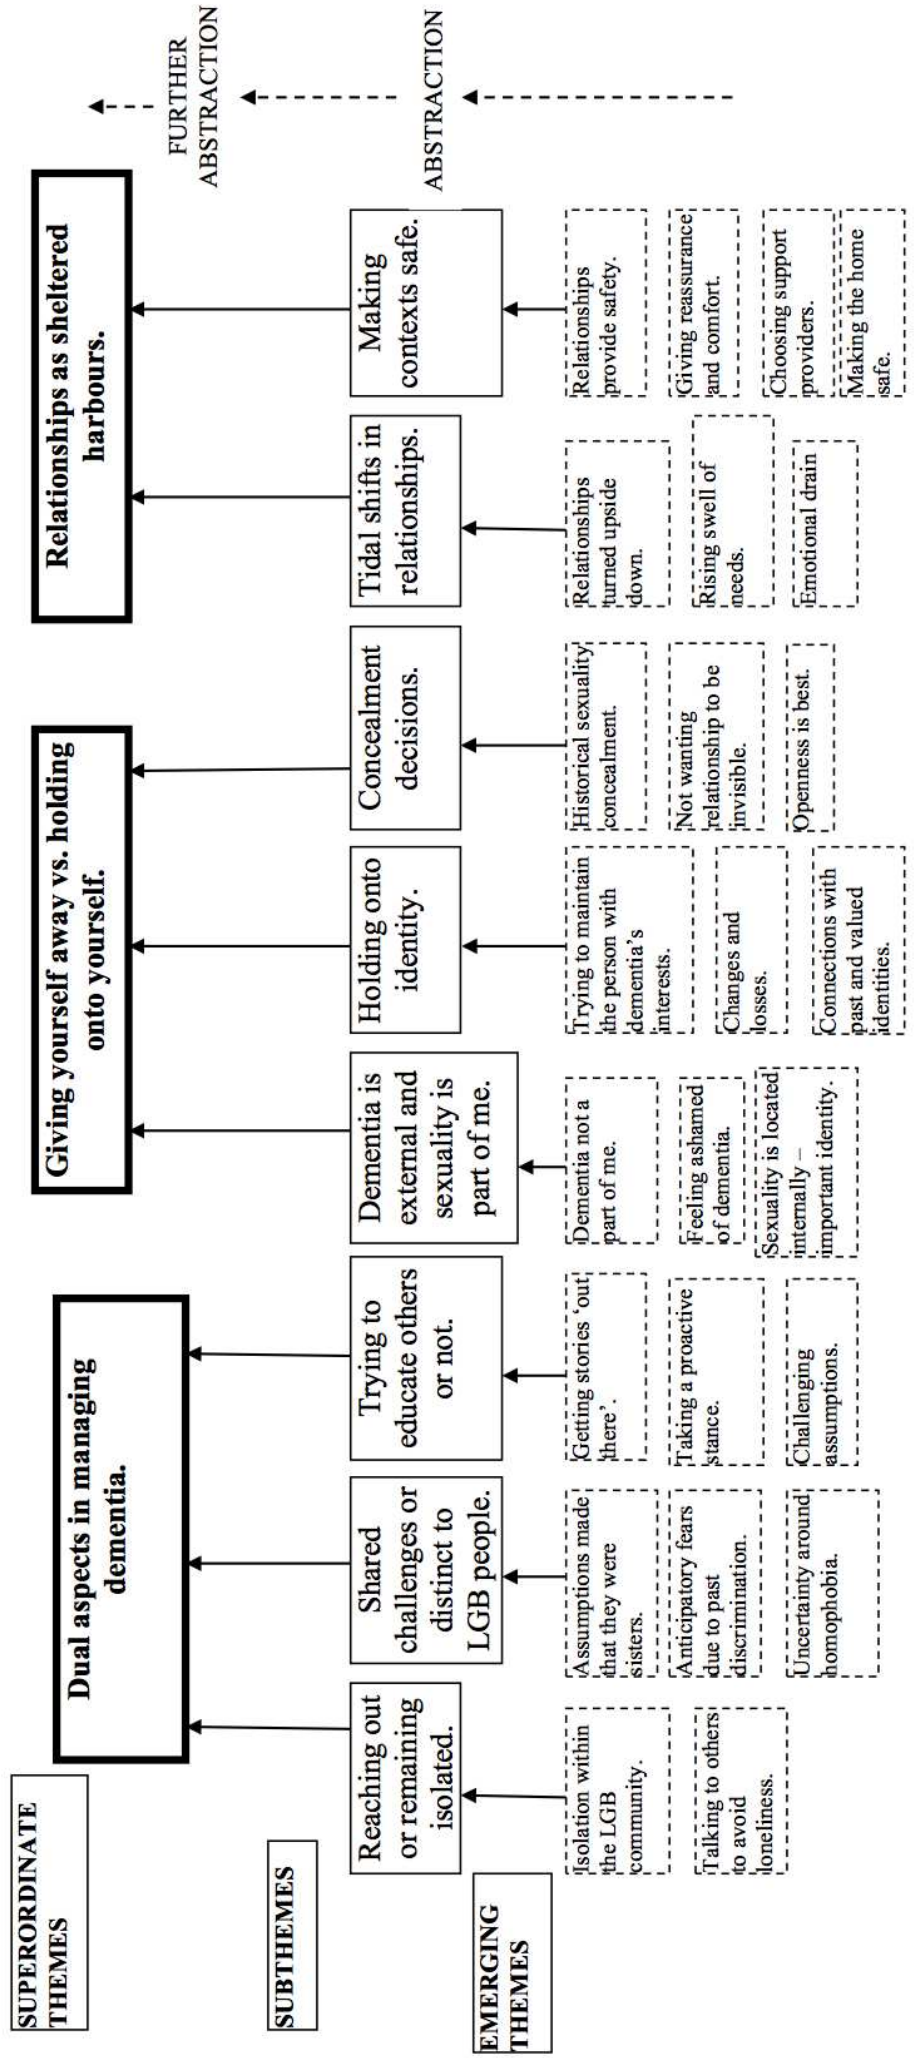 SUPERORDINATE
THEMES
Dual aspects in managing
dementia.
Giving yourself away vs. holding
onto yourself.
Relationships as sheltered
harbours.
FURTHER
ABSTRACTION
SUBTHEMES
Reaching out
or remaining
isolated.
Shared
challenges or
distinct to
LGB people.
Trying to
educate others
or not.
Dementia is
external and
sexuality is
part of me.
Holding onto
identity.
Concealment
decisions.
Tidal shifts in
relationships.
Making
contexts safe.
ABSTRACTION
EMERGING
THEMES
Isolation within
the LGB
community.
Talking to others
to avoid
loneliness.
Assumptions made
that they were
sisters.
Anticipatory fears
due to past
discrimination.
Uncertainty around
homophobia.
Getting stories ‘out
there’.
Taking a proactive
stance.
Challenging
assumptions.
Dementia not a
part of me.
Feeling ashamed
of dementia.
Sexuality is located
internally –
important identity.
Trying to maintain
the person with
dementia’s
interests.
Changes and
losses.
Connections with
past and valued
identities.
Historical sexuality
concealment.
Not wanting
relationship to be
invisible.
Openness is best.
Relationships
turned upside
down.
Rising swell of
needs.
Emotional drain
Relationships
provide safety.
Giving reassurance
and comfort.
Choosing support
providers.
Making the home
safe.